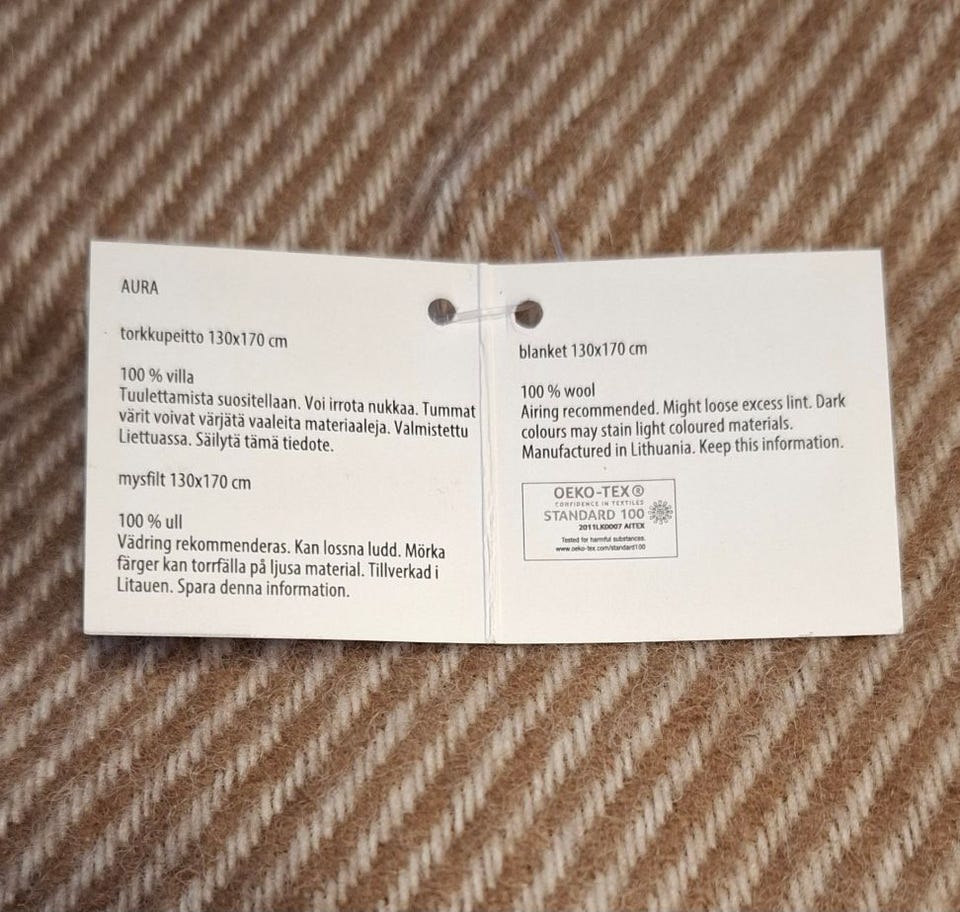 AURA
torkkupeitto 130x170 cm
100 % villa
Tuulettamista suositellaan. Voi irrota nukkaa. Tummat
värit voivat värjätä vaaleita materiaaleja. Valmistettu
Liettuassa. Säilytä tämä tiedote.
mysfilt 130x170 cm
100 % ull
Vädring rekommenderas. Kan lossna ludd. Mörka
färger kan torrfälla på ljusa material. Tillverkad i
Litauen. Spara denna information.
blanket 130x170 cm
100 % wool
Airing recommended. Might loose excess lint. Dark
colours may stain light coloured materials.
Manufactured in Lithuania. Keep this information.
OEKO-TEX®
CONFIDENCE IN TEXTILES
STANDARD 100
2011LK0007 AITEX
Tested for harmful substances.
www.oeko-tex.com/standard100